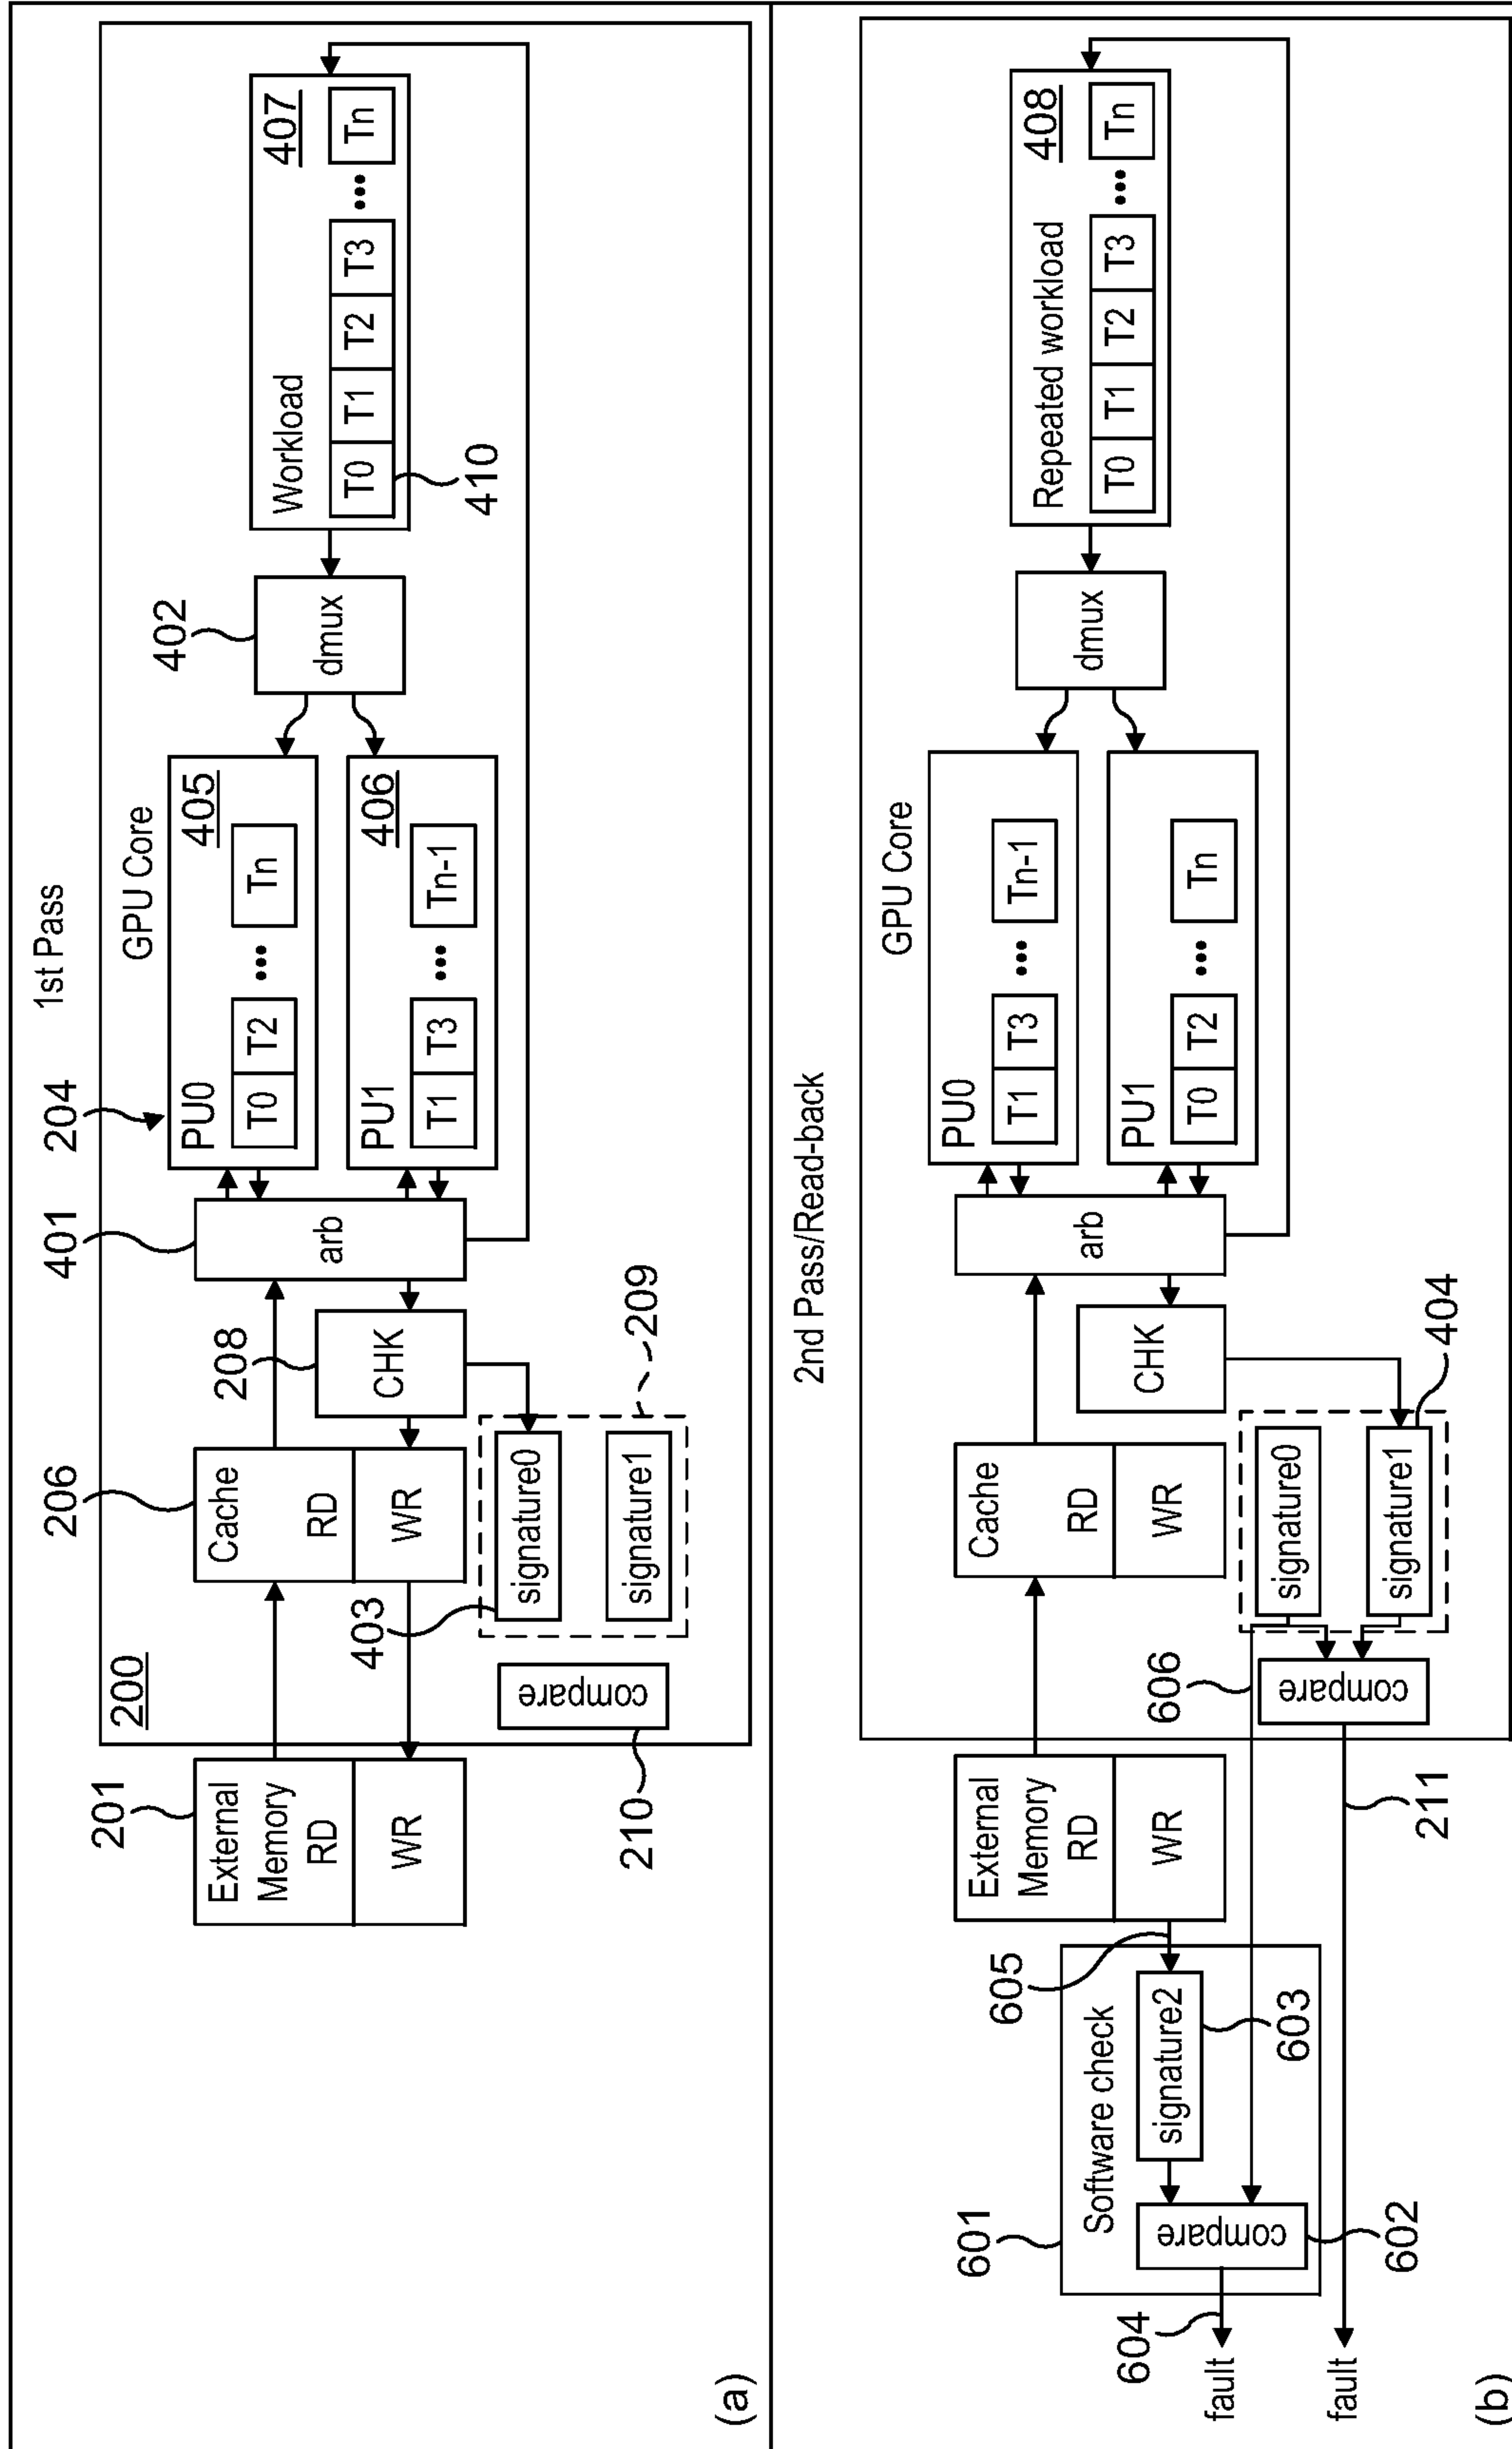 1st Pass
GPU Core
200
201
External
Memory
RD
WR
206
Cache
RD
WR
208
CHK
401
arb
204
PU0
405
T0 T2 ••• Tn
PU1
406
T1 T3 ••• Tn-1
402
dmux
Workload
407
T0 T1 T2 T3 ••• Tn
410
403
signature0
signature1
209
compare
210
(a)
2nd Pass/Read-back
GPU Core
External
Memory
RD
WR
Cache
RD
WR
CHK
arb
PU0
T1 T3 ••• Tn-1
PU1
T0 T2 ••• Tn
dmux
Repeated workload
408
T0 T1 T2 T3 ••• Tn
signature0
signature1
404
606
compare
211
605
601
Software check
signature2
603
compare
602
604
fault
fault
(b)